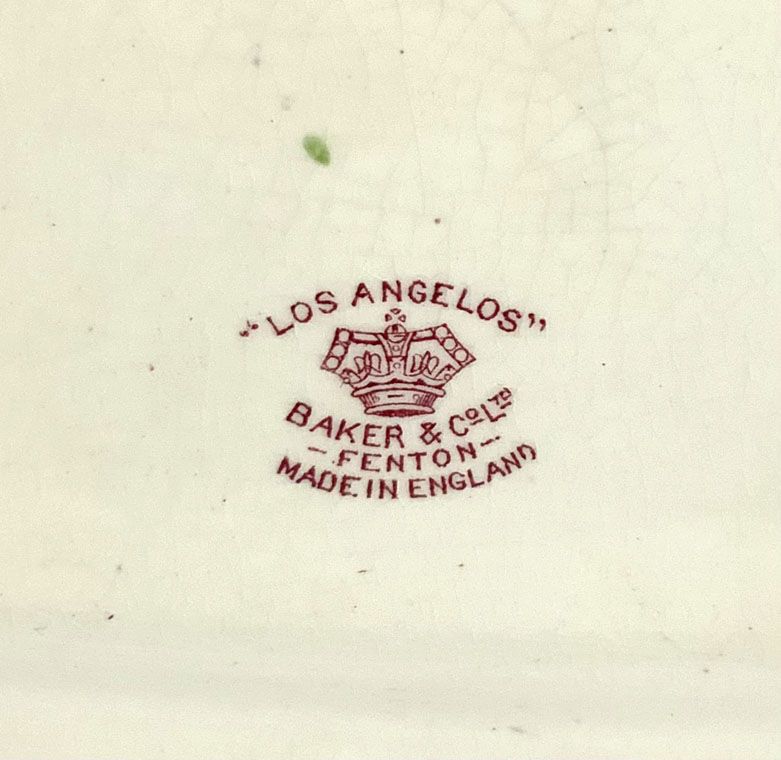 "LOS ANGELOS"
BAKER & Cº Lᵀᴰ
- FENTON -
MADE IN ENGLAND